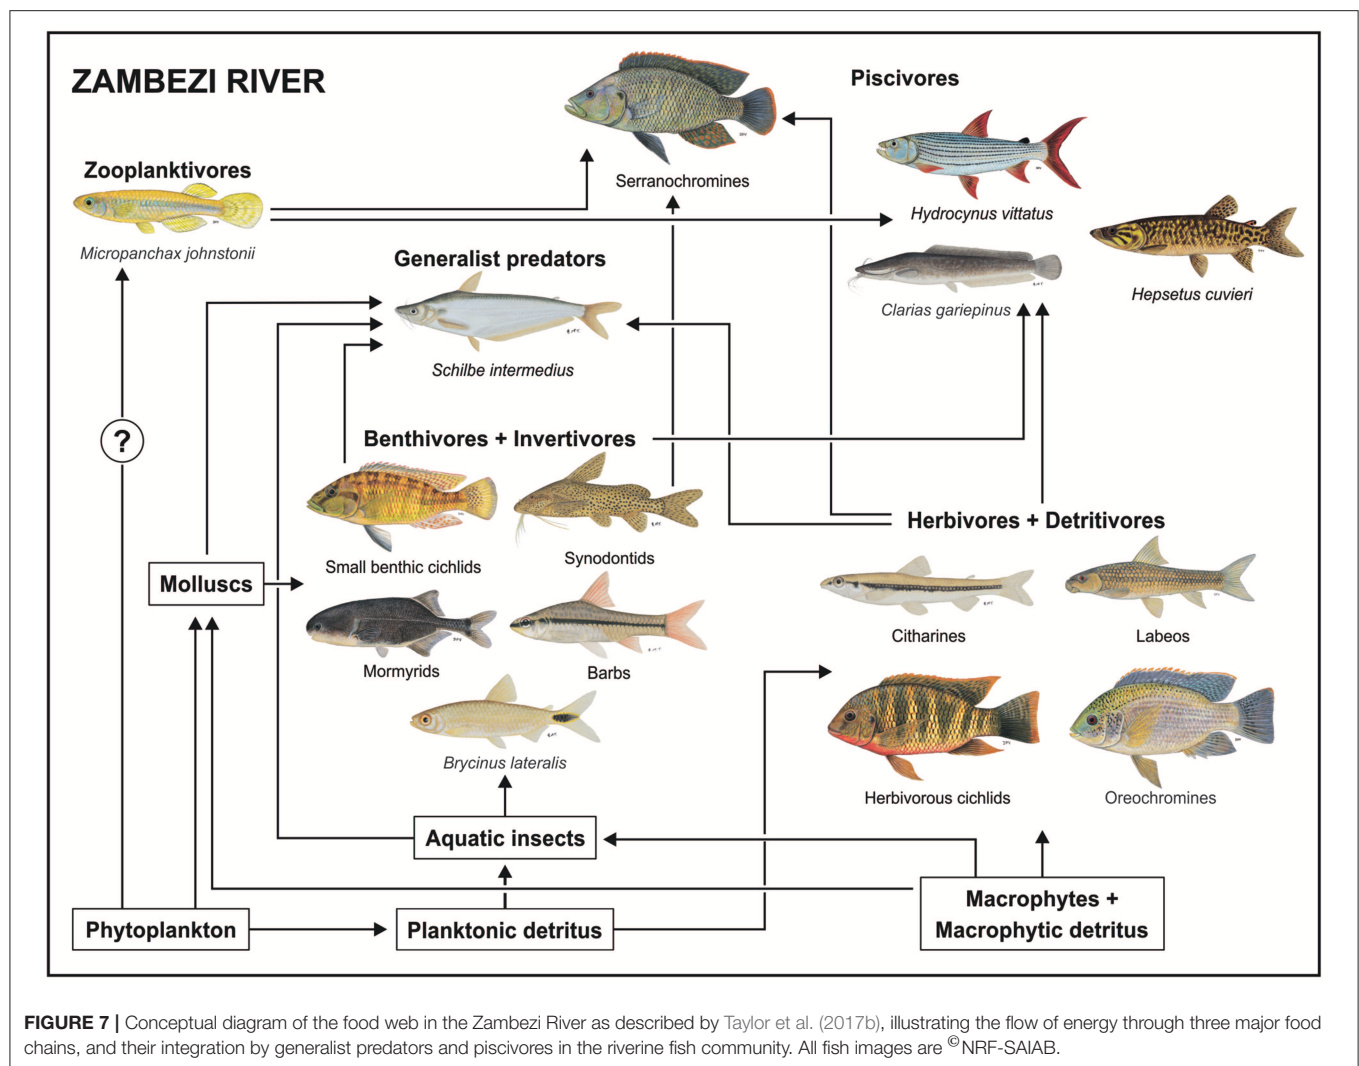 ZAMBEZI RIVER
Piscivores
Zooplanktivores
Serranochromines
Hydrocynus vittatus
Micropanchax johnstonii
Generalist predators
Hepsetus cuvieri
Clarias gariepinus
Schilbe intermedius
?
Benthivores + Invertivores
Herbivores + Detritivores
Small benthic cichlids
Synodontids
Molluscs
Citharines
Labeos
Mormyrids
Barbs
Brycinus lateralis
Herbivorous cichlids
Oreochromines
Aquatic insects
Macrophytes +
Macrophytic detritus
Phytoplankton
Planktonic detritus
FIGURE 7 | Conceptual diagram of the food web in the Zambezi River as described by Taylor et al. (2017b), illustrating the flow of energy through three major food
chains, and their integration by generalist predators and piscivores in the riverine fish community. All fish images are ©NRF-SAIAB.